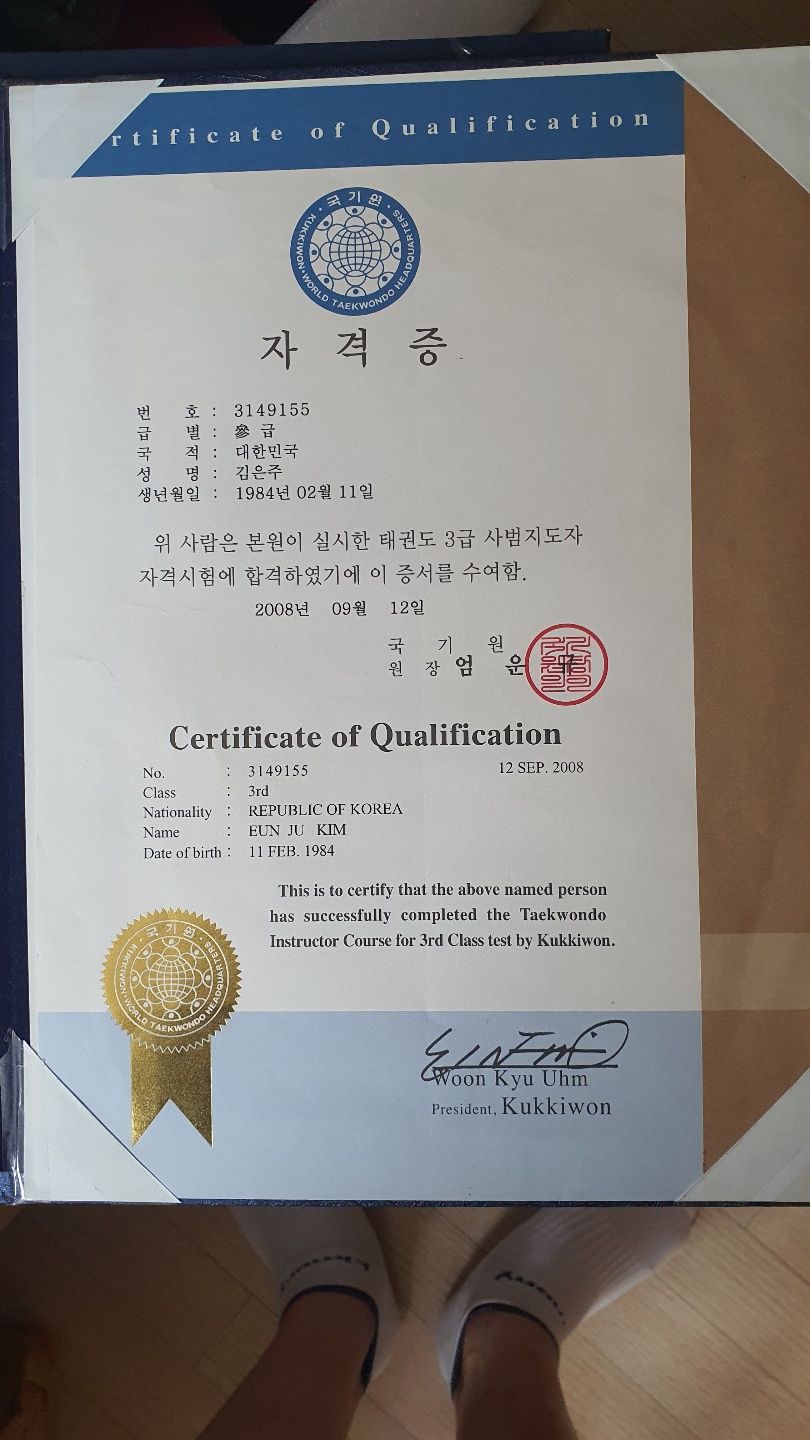 rtificate of Qualification
· 국 기 원 ·
KUKKIWON · WORLD TAEKWONDO HEADQUARTERS
자 격 증
번 호 : 3149155
급 별 : 參 급
국 적 : 대한민국
성 명 : 김은주
생년월일 : 1984년 02월 11일
위 사람은 본원이 실시한 태권도 3급 사범지도자
자격시험에 합격하였기에 이 증서를 수여함.
2008년 09월 12일
국 기 원
원 장 엄 운 규
Certificate of Qualification
No. : 3149155 12 SEP. 2008
Class : 3rd
Nationality : REPUBLIC OF KOREA
Name : EUN JU KIM
Date of birth : 11 FEB. 1984
This is to certify that the above named person
has successfully completed the Taekwondo
Instructor Course for 3rd Class test by Kukkiwon.
· 국 기 원 ·
KUKKIWON · WORLD TAEKWONDO HEADQUARTERS
Woon Kyu Uhm
President, Kukkiwon